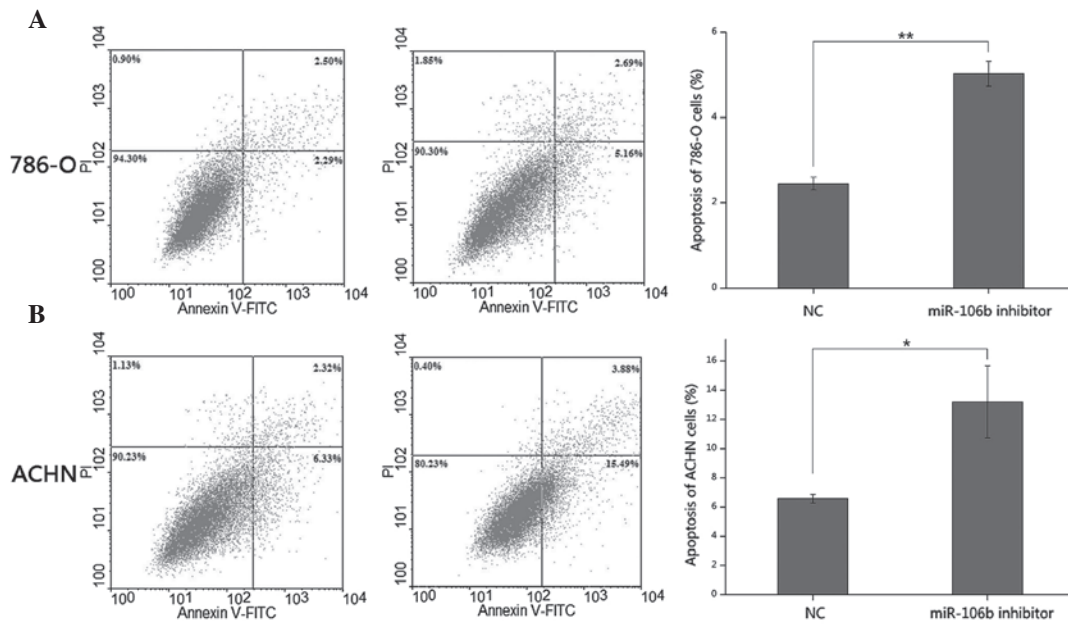 A
786-O
PI
104
103
102
101
100
0.90%
2.50%
94.30%
2.29%
100 101 102 103 104
Annexin V-FITC
PI
104
103
102
101
100
1.85%
2.69%
90.30%
5.16%
100 101 102 103 104
Annexin V-FITC
Apoptosis of 786-O cells (%)
6
4
2
0
**
NC
miR-106b inhibitor
B
ACHN
PI
104
103
102
101
100
1.13%
2.32%
90.23%
6.33%
100 101 102 103 104
Annexin V-FITC
PI
104
103
102
101
100
0.40%
3.88%
80.23%
15.49%
100 101 102 103 104
Annexin V-FITC
Apoptosis of ACHN cells (%)
16
14
12
10
8
6
4
2
0
*
NC
miR-106b inhibitor